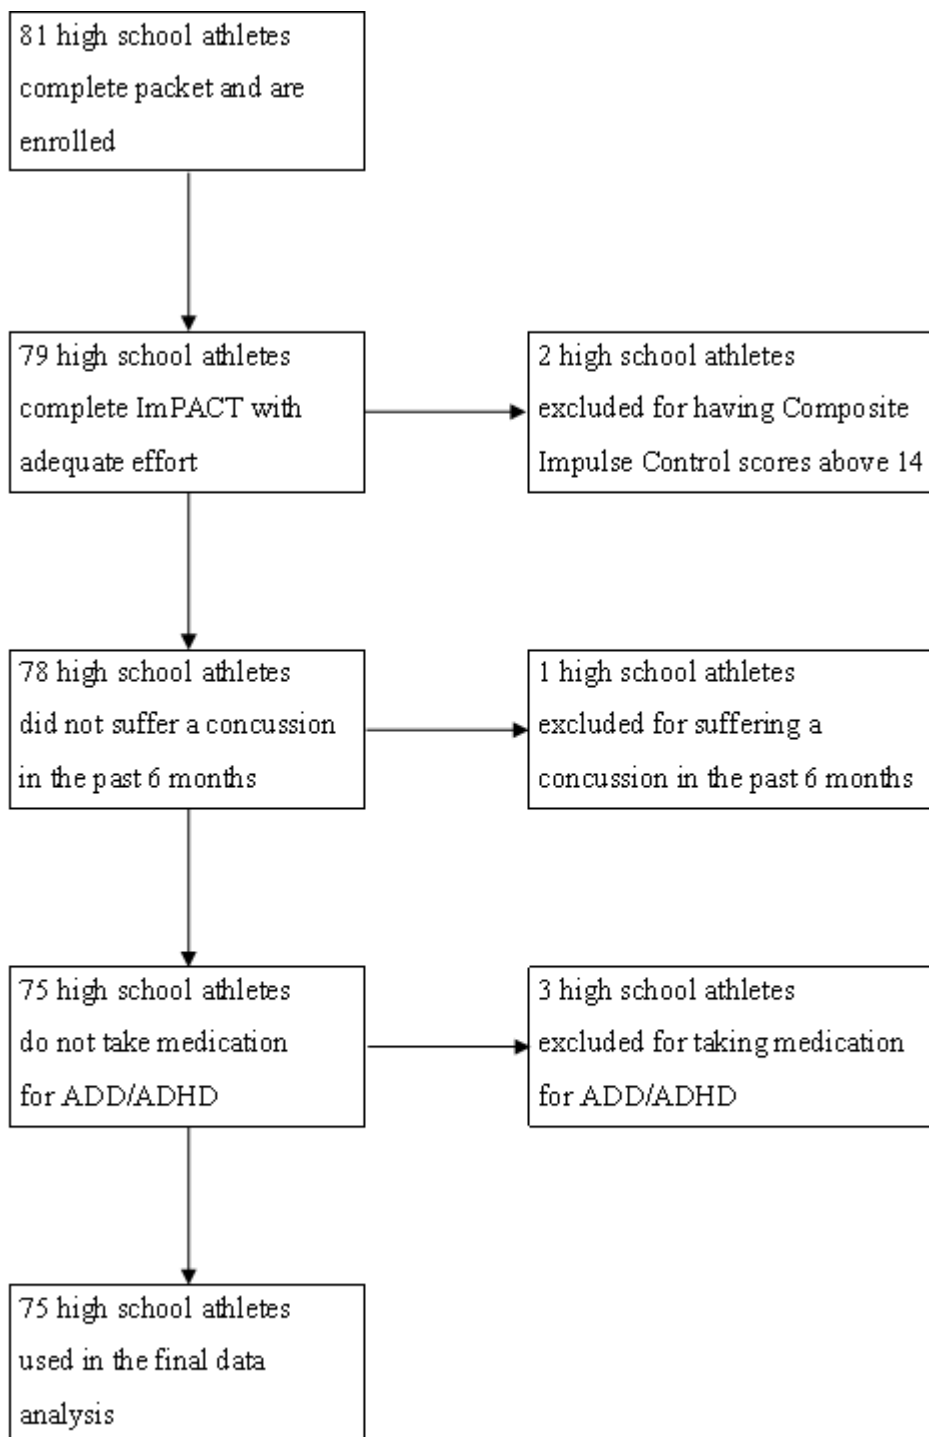 81 high school athletes
complete packet and are
enrolled
79 high school athletes
complete ImPACT with
adequate effort
2 high school athletes
excluded for having Composite
Impulse Control scores above 14
78 high school athletes
did not suffer a concussion
in the past 6 months
1 high school athletes
excluded for suffering a
concussion in the past 6 months
75 high school athletes
do not take medication
for ADD/ADHD
3 high school athletes
excluded for taking medication
for ADD/ADHD
75 high school athletes
used in the final data
analysis